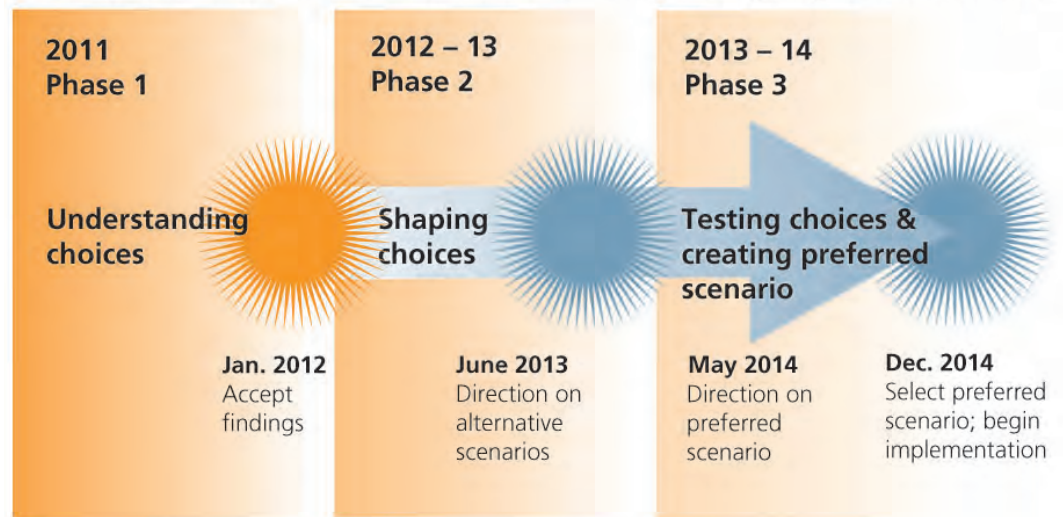 2011
Phase 1
2012 – 13
Phase 2
2013 – 14
Phase 3
Understanding
choices
Shaping
choices
Testing choices &
creating preferred
scenario
Jan. 2012
Accept
findings
June 2013
Direction on
alternative
scenarios
May 2014
Direction on
preferred
scenario
Dec. 2014
Select preferred
scenario; begin
implementation